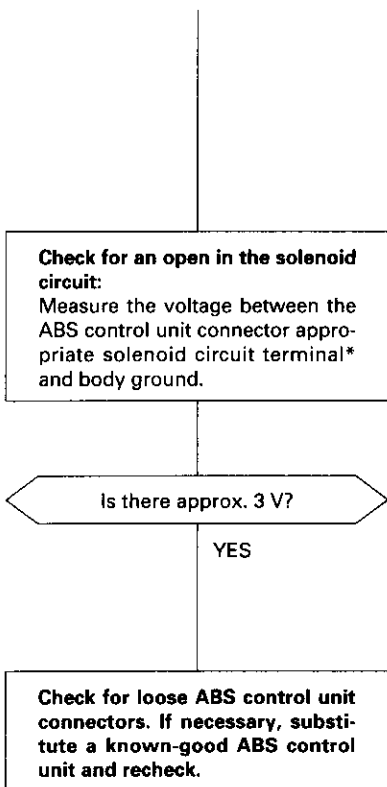 Check for an open in the solenoid
circuit:
Measure the voltage between the
ABS control unit connector appro-
priate solenoid circuit terminal*
and body ground.
Is there approx. 3 V?
YES
Check for loose ABS control unit
connectors. If necessary, substi-
tute a known-good ABS control
unit and recheck.